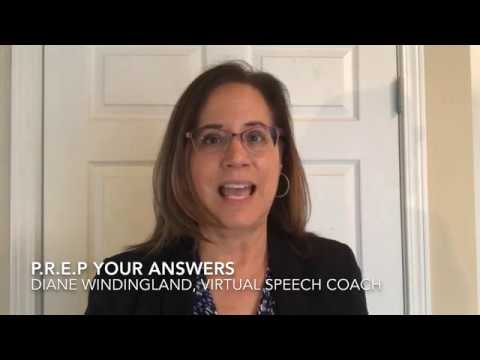 P.R.E.P YOUR ANSWERS
DIANE WINDINGLAND, VIRTUAL SPEECH COACH